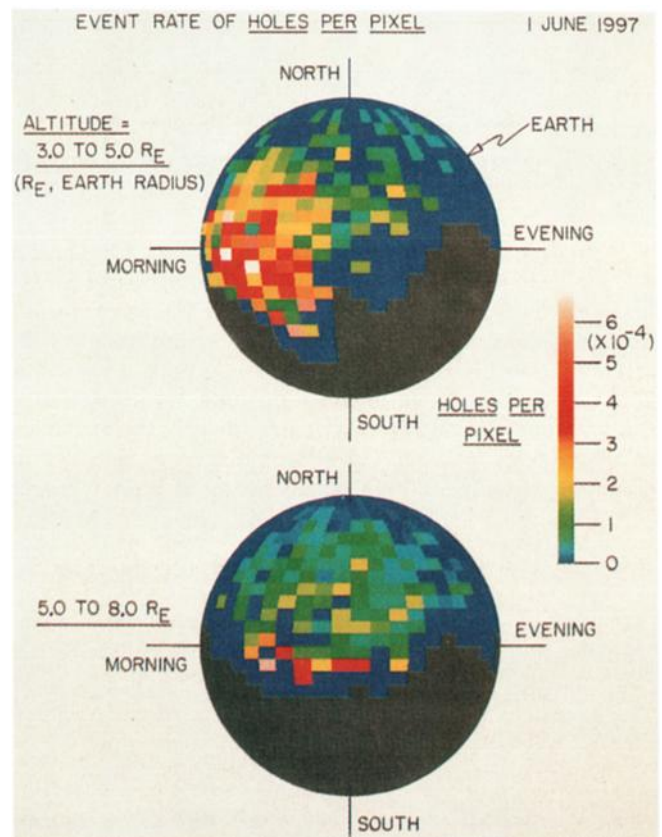 EVENT RATE OF HOLES PER PIXEL 1 JUNE 1997
NORTH
ALTITUDE =
3.0 TO 5.0 RE
(RE, EARTH RADIUS)
EARTH
EVENING
MORNING
6
(X10-4)
5
4
3
2
1
0
HOLES PER
PIXEL
SOUTH
NORTH
5.0 TO 8.0 RE
EVENING
MORNING
SOUTH